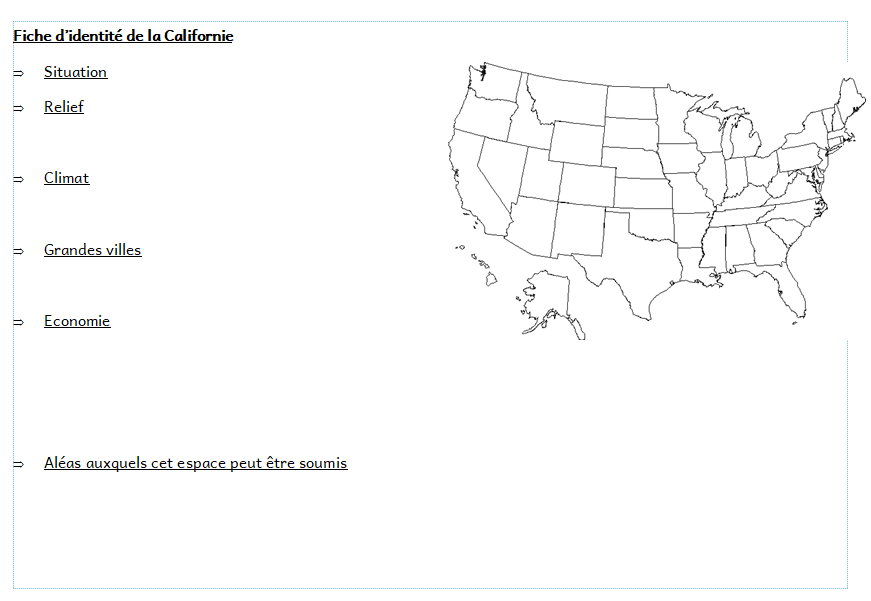 Fiche d'identité de la Californie
⇒ Situation
⇒ Relief
⇒ Climat
⇒ Grandes villes
⇒ Economie
⇒ Aléas auxquels cet espace peut être soumis